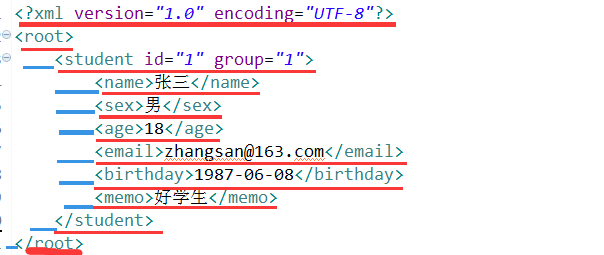 <?xml version="1.0" encoding="UTF-8"?>
<root>
<student id="1" group="1">
<name>张三</name>
<sex>男</sex>
<age>18</age>
<email>zhangsan@163.com</email>
<birthday>1987-06-08</birthday>
<memo>好学生</memo>
</student>
</root>